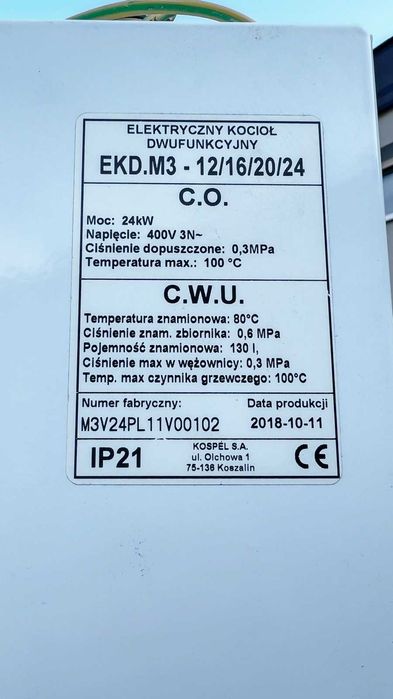 ELEKTRYCZNY KOCIOŁ
DWUFUNKCYJNY
EKD.M3 - 12/16/20/24
C.O.
Moc: 24kW
Napięcie: 400V 3N~
Ciśnienie dopuszczone: 0,3MPa
Temperatura max.: 100 °C
C.W.U.
Temperatura znamionowa: 80°C
Ciśnienie znam. zbiornika: 0,6 MPa
Pojemność znamionowa: 130 l,
Ciśnienie max w wężownicy: 0,3 MPa
Temp. max czynnika grzewczego: 100°C
Numer fabryczny: Data produkcji
M3V24PL11V00102 2018-10-11
IP21
KOSPEL S.A.
ul. Olchowa 1
75-136 Koszalin
CE